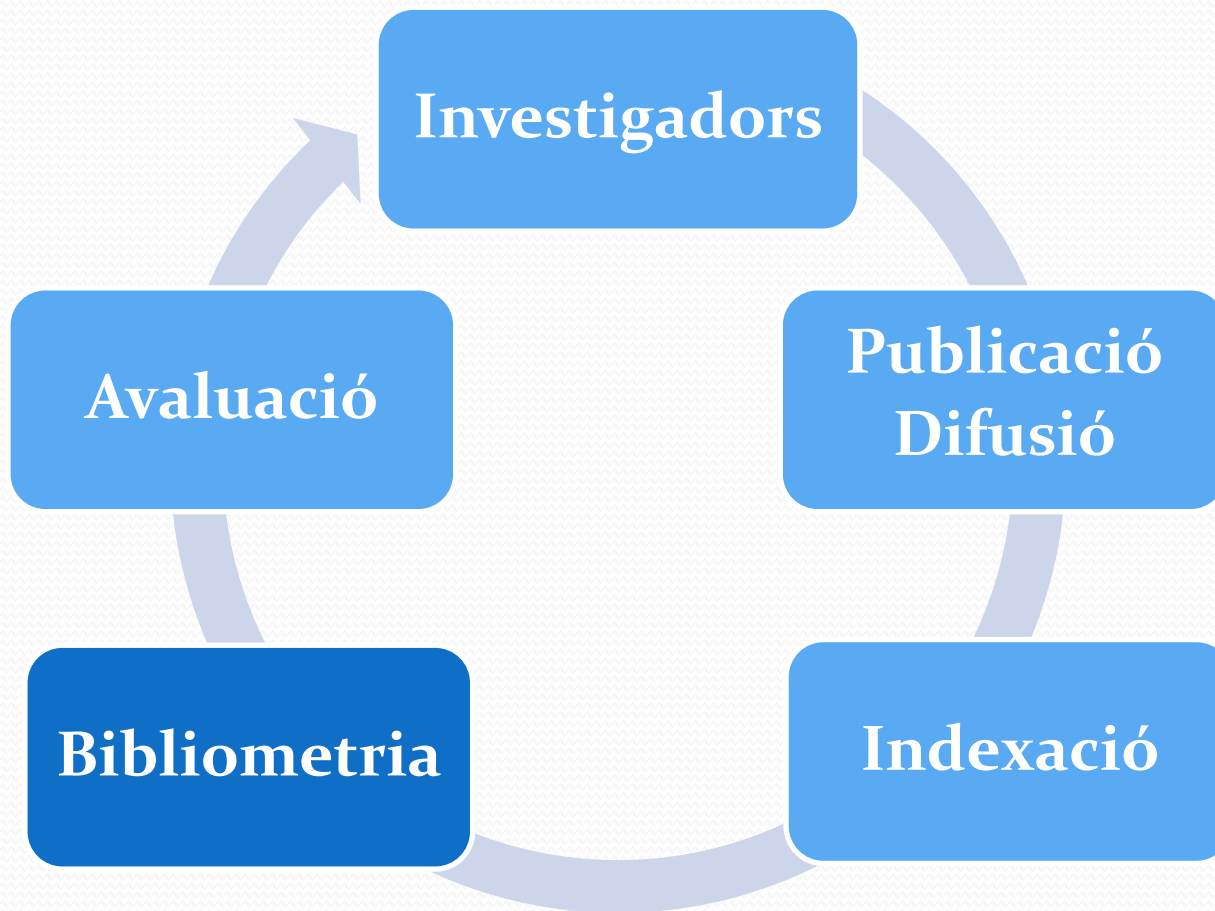 Investigadors
Publicació
Difusió
Avaluació
Indexació
Bibliometria